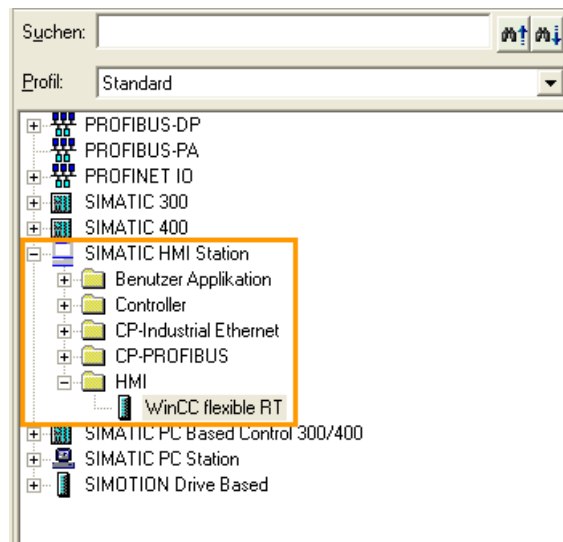 Suchen:
Profil: Standard
PROFIBUS-DP
PROFIBUS-PA
PROFINET IO
SIMATIC 300
SIMATIC 400
SIMATIC HMI Station
Benutzer Applikation
Controller
CP-Industrial Ethernet
CP-PROFIBUS
HMI
WinCC flexible RT
SIMATIC PC Based Control 300/400
SIMATIC PC Station
SIMOTION Drive Based